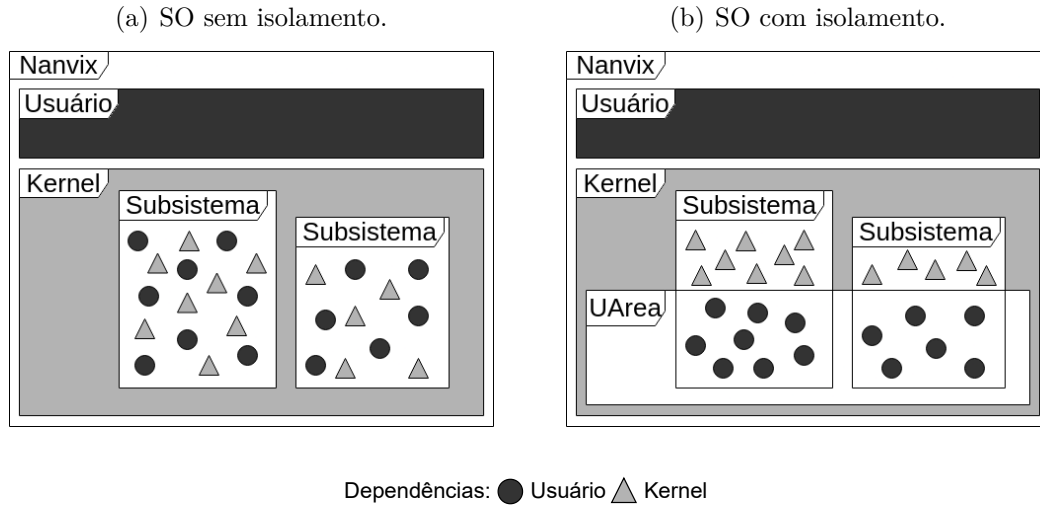 (a) SO sem isolamento.
(b) SO com isolamento.
Nanvix
Usuário
Kernel
Subsistema
Subsistema
Nanvix
Usuário
Kernel
Subsistema
Subsistema
UArea
Dependências: Usuário Kernel